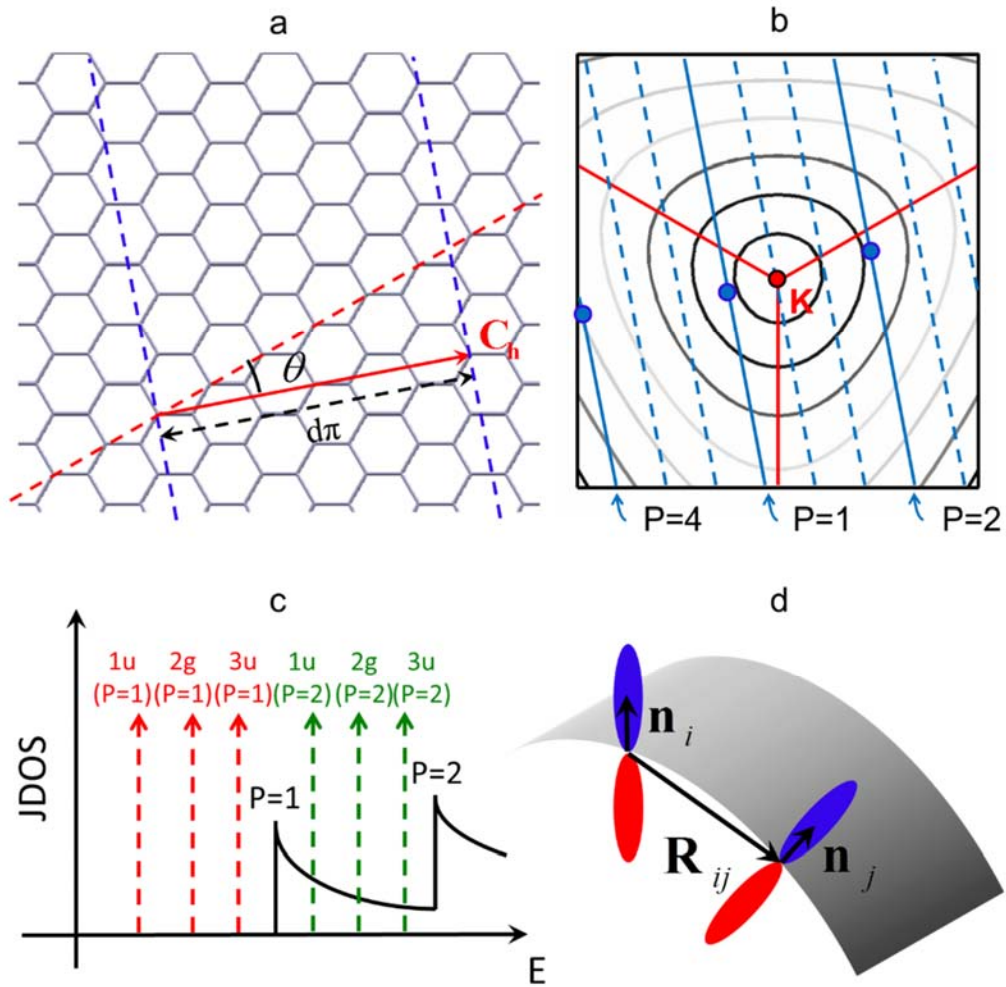 a
θ
C_h
dπ
b
K
P=4
P=1
P=2
c
1u 2g 3u 1u 2g 3u
(P=1) (P=1) (P=1) (P=2) (P=2) (P=2)
P=1
P=2
JDOS
E
d
n_i
R_ij
n_j